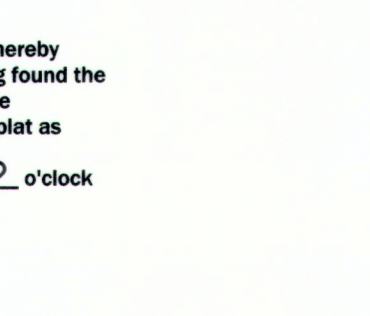 hereby
found the
plat as
o'clock